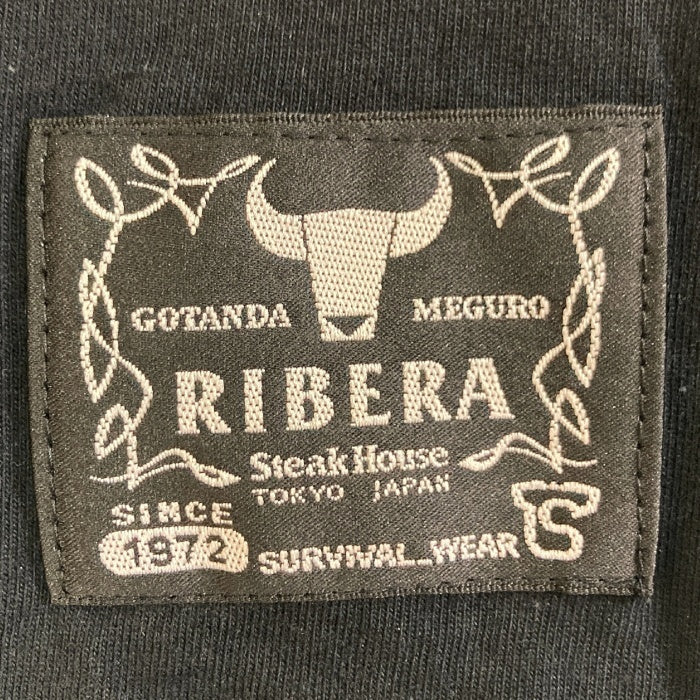 GOTANDA MEGURO
RIBERA
Steak House
TOKYO JAPAN
SINCE
1972
SURVIVAL_WEAR S